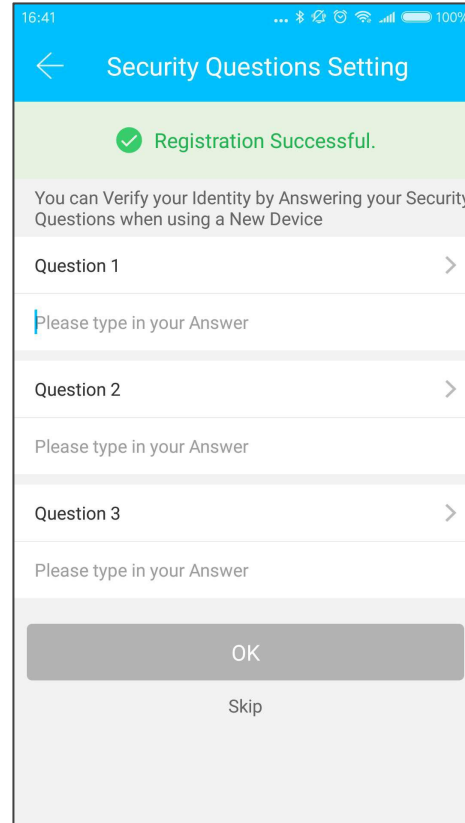 16:41 ... 100%
Security Questions Setting
Registration Successful.
You can Verify your Identity by Answering your Security
Questions when using a New Device
Question 1
Please type in your Answer
Question 2
Please type in your Answer
Question 3
Please type in your Answer
OK
Skip